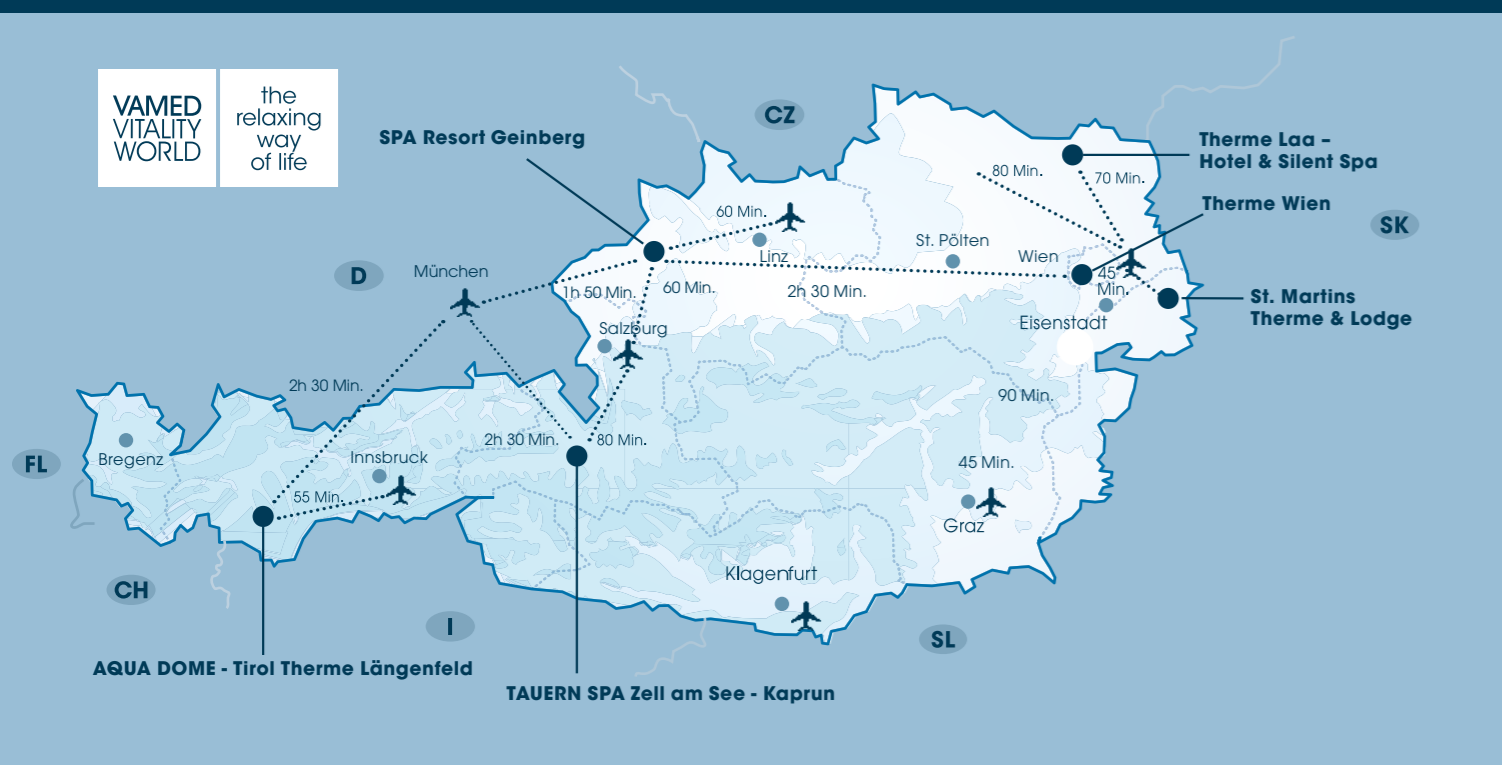 VAMED
VITALITY
WORLD
the
relaxing
way
of life
CZ
SPA Resort Geinberg
Therme Laa –
Hotel & Silent Spa
80 Min.
70 Min.
Therme Wien
60 Min.
SK
St. Pölten
Linz
Wien
D
München
45
Min.
1h 50 Min.
60 Min.
2h 30 Min.
St. Martins
Therme & Lodge
Salzburg
Eisenstadt
2h 30 Min.
90 Min.
2h 30 Min.
80 Min.
FL
Bregenz
Innsbruck
45 Min.
55 Min.
Graz
Klagenfurt
CH
I
SL
AQUA DOME - Tirol Therme Längenfeld
TAUERN SPA Zell am See - Kaprun